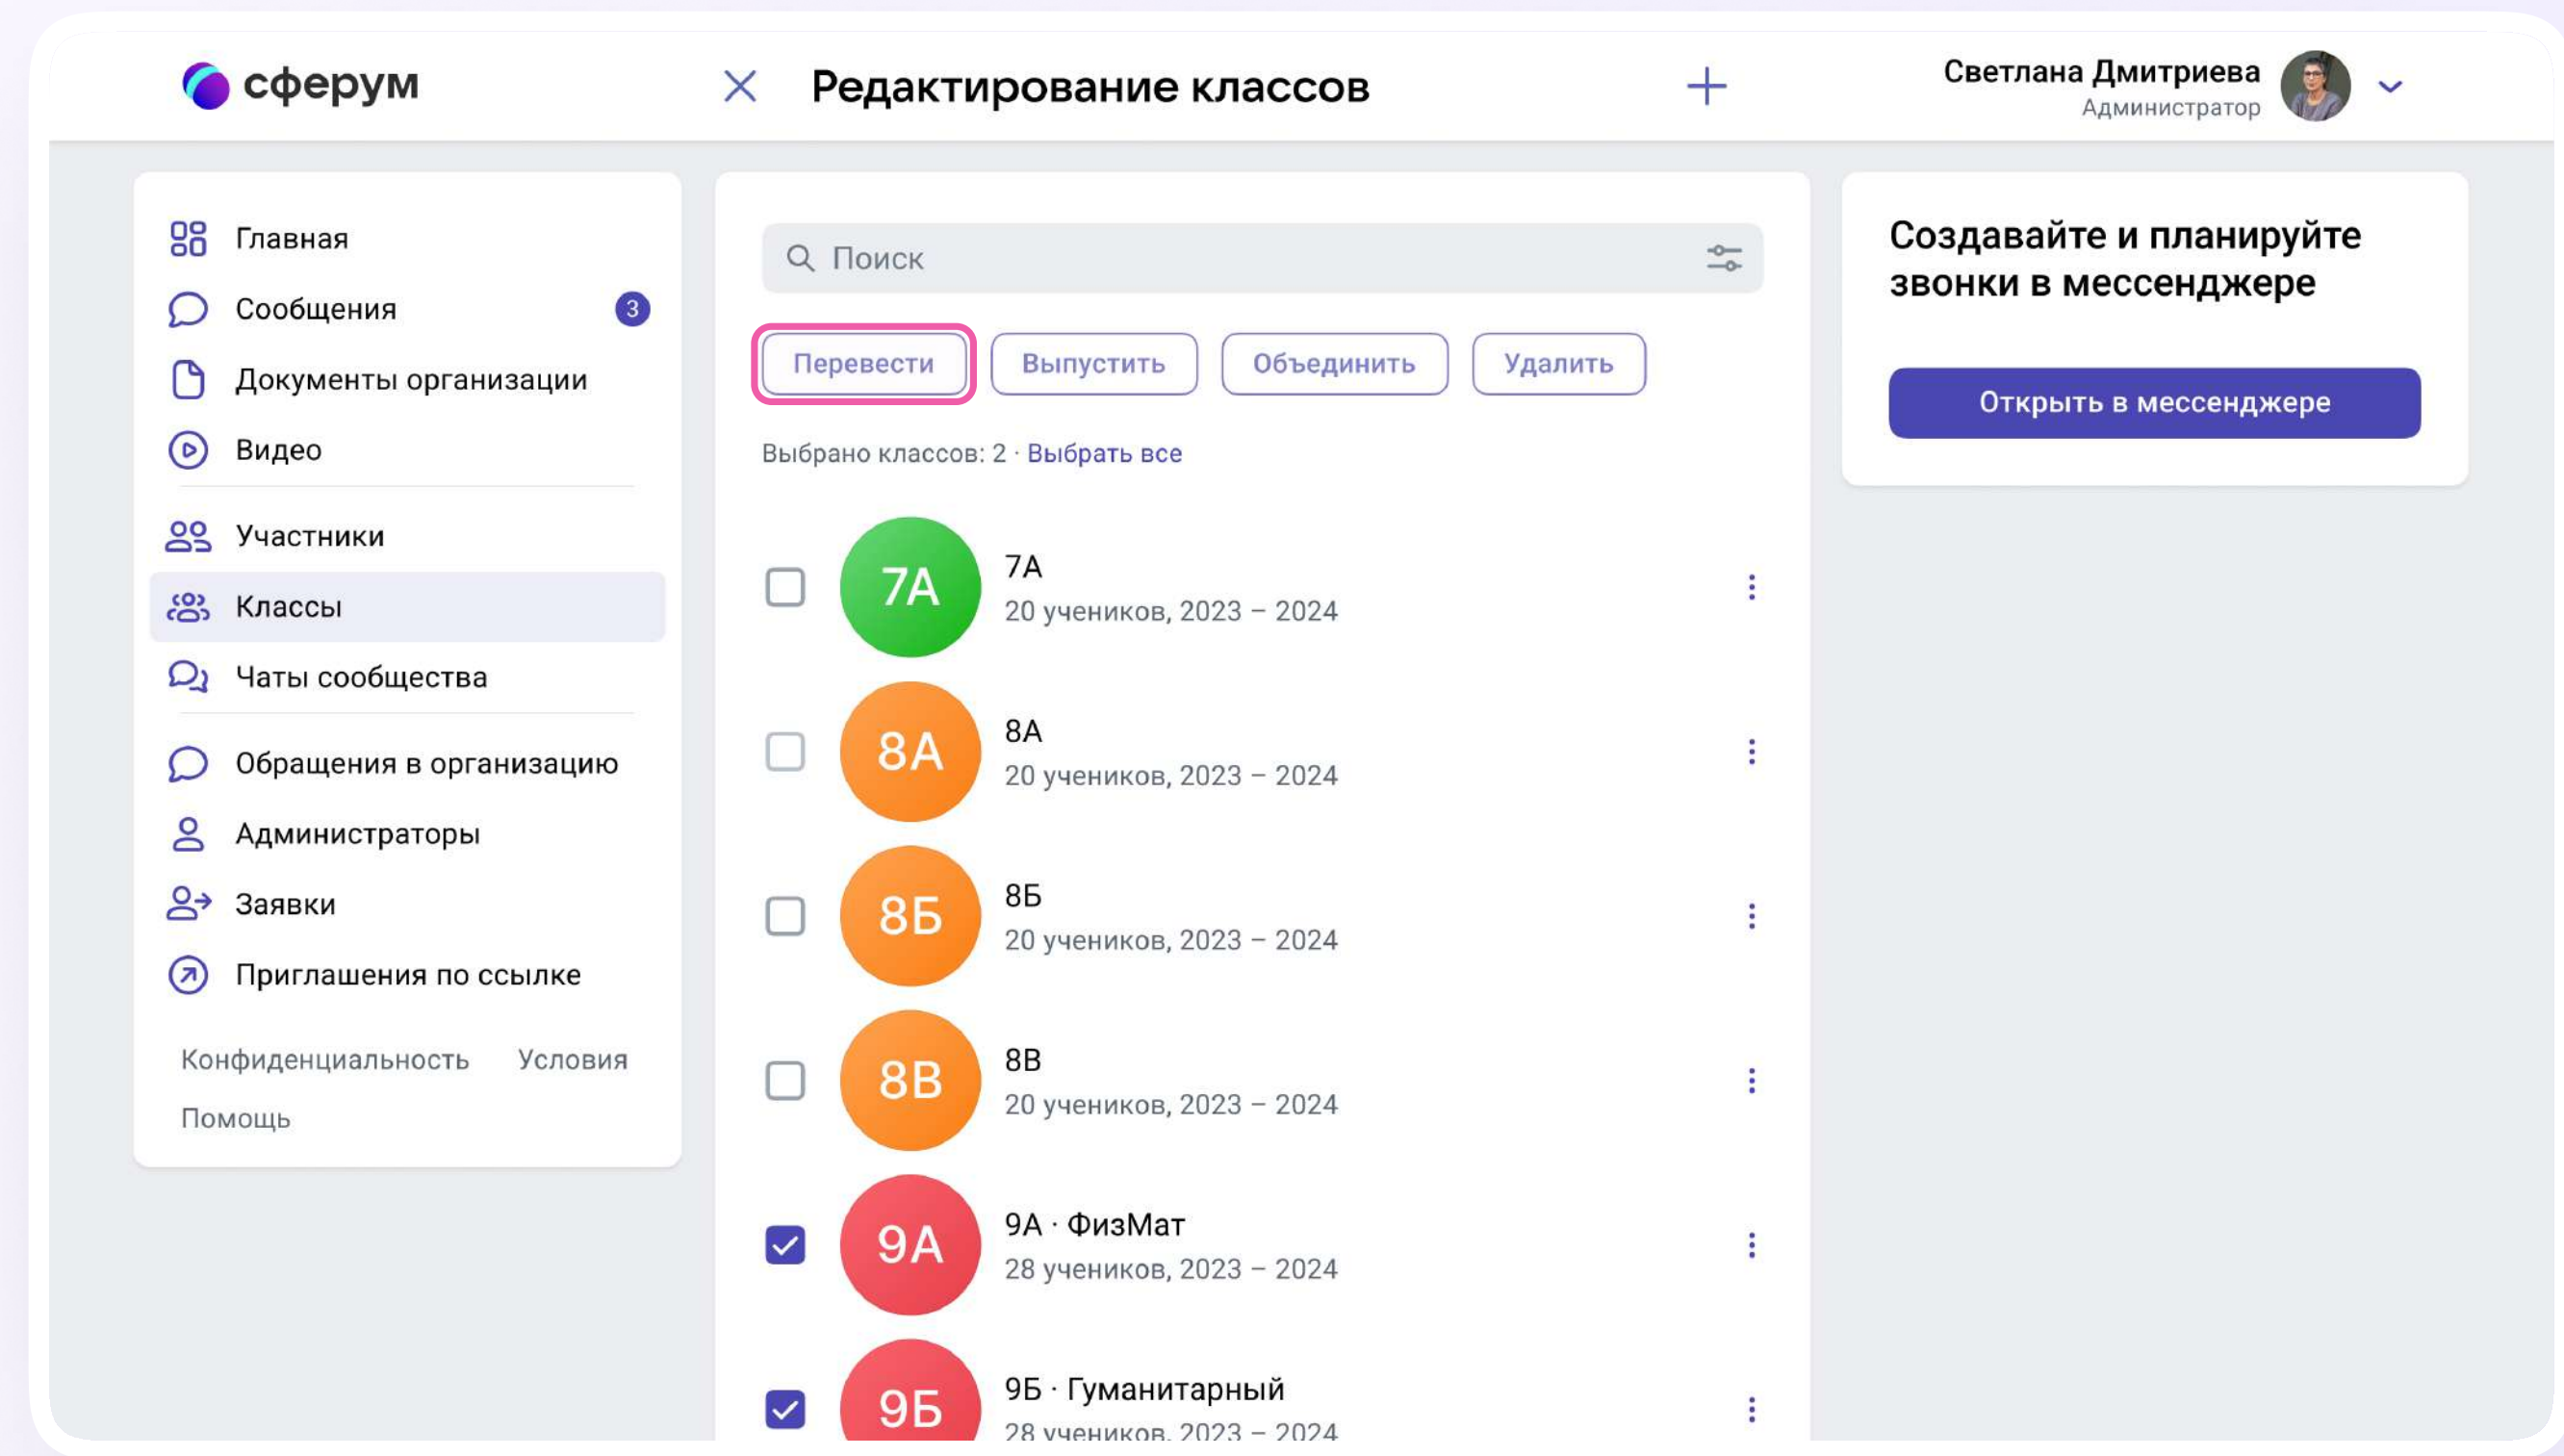 сферум
Редактирование классов
Светлана Дмитриева
Администратор
Главная
Сообщения
3
Документы организации
Видео
Участники
Классы
Чаты сообщества
Обращения в организацию
Администраторы
Заявки
Приглашения по ссылке
Конфиденциальность Условия
Помощь
Поиск
Перевести Выпустить Объединить Удалить
Выбрано классов: 2 · Выбрать все
7А
7А
20 учеников, 2023 – 2024
8А
8А
20 учеников, 2023 – 2024
8Б
8Б
20 учеников, 2023 – 2024
8В
8В
20 учеников, 2023 – 2024
9А
9А · ФизМат
28 учеников, 2023 – 2024
9Б
9Б · Гуманитарный
28 учеников, 2023 – 2024
Создавайте и планируйте
звонки в мессенджере
Открыть в мессенджере